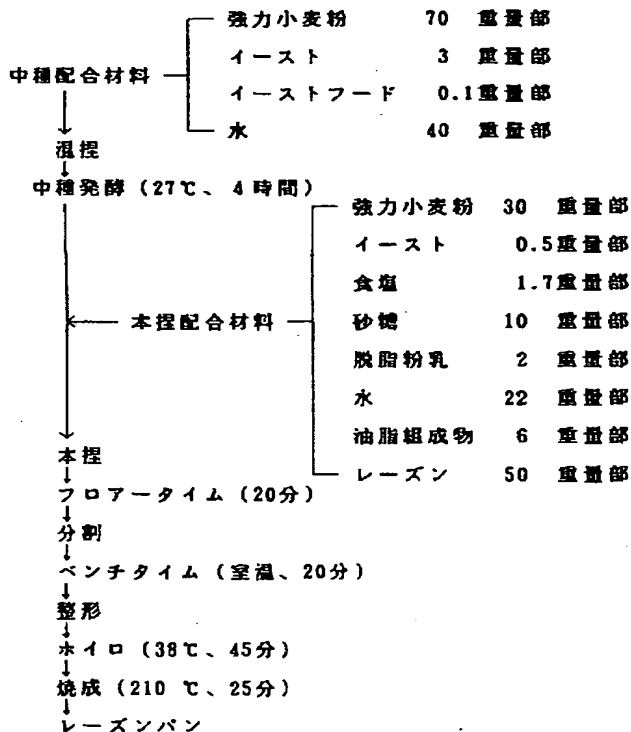 強力小麦粉 70 重量部
イースト 3 重量部
中種配合材料
イーストフード 0.1重量部
水 40 重量部
混捏
中種発酵 (27℃、4時間)
強力小麦粉 30 重量部
イースト 0.5重量部
食塩 1.7重量部
本捏配合材料 砂糖 10 重量部
脱脂粉乳 2 重量部
水 22 重量部
油脂組成物 6 重量部
本捏
レーズン 50 重量部
フロアータイム (20分)
分割
ベンチタイム (室温、20分)
整形
ホイロ (38℃、45分)
焼成 (210 ℃、25分)
レーズンパン